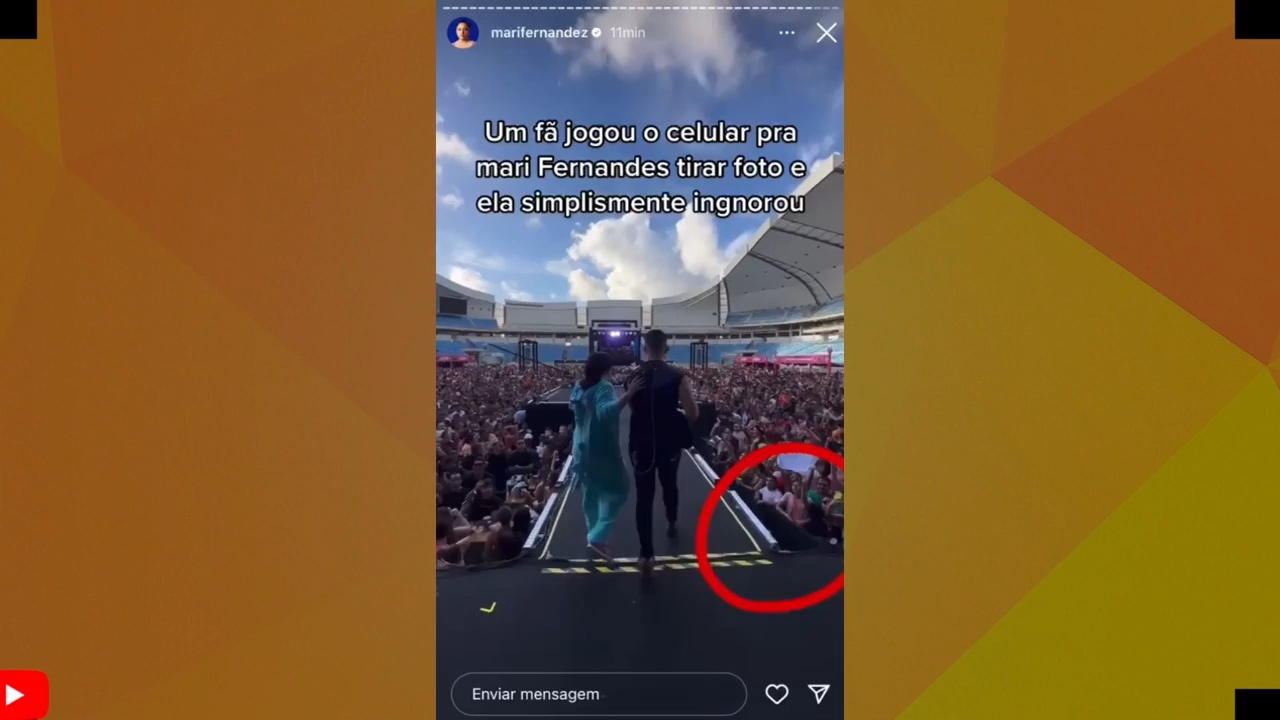 marifernandez 11min
Um fã jogou o celular pra
mari Fernandes tirar foto e
ela simplismente ingnorou
Enviar mensagem